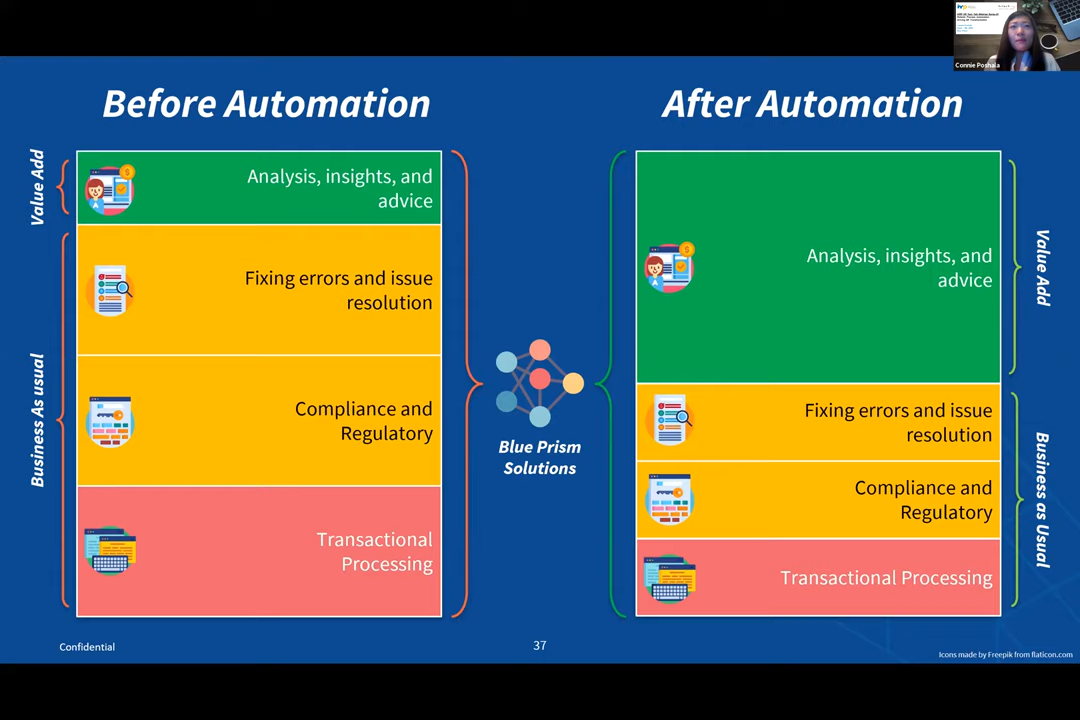 Before Automation
After Automation
Connie Poshala
Value Add
Business As usual
Analysis, insights, and
advice
Fixing errors and issue
resolution
Compliance and
Regulatory
Transactional
Processing
Blue Prism
Solutions
Analysis, insights, and
advice
Fixing errors and issue
resolution
Compliance and
Regulatory
Transactional Processing
Value Add
Business as Usual
Confidential
37
Icons made by Freepik from flaticon.com